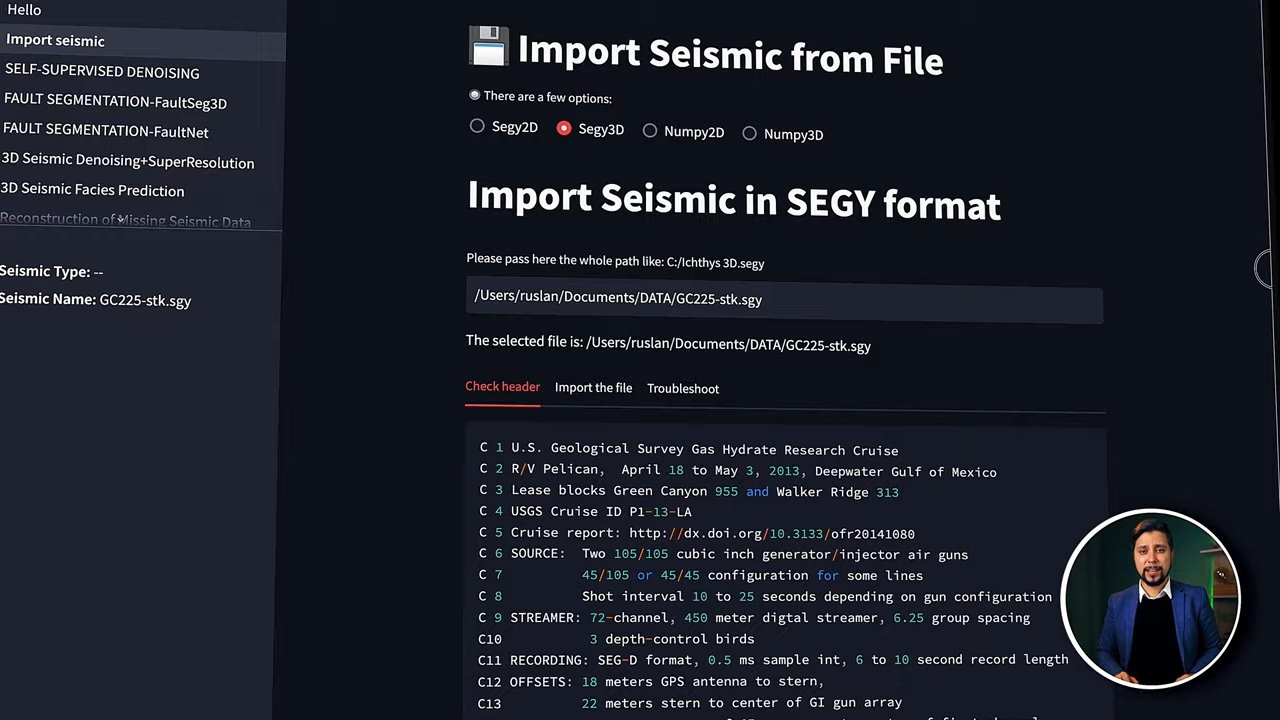 Hello
Import seismic
SELF-SUPERVISED DENOISING
FAULT SEGMENTATION-FaultSeg3D
FAULT SEGMENTATION-FaultNet
3D Seismic Denoising+SuperResolution
3D Seismic Facies Prediction
Reconstruction of Missing Seismic Data
Seismic Type: --
Seismic Name: GC225-stk.sgy
Import Seismic from File
There are a few options:
Segy2D Segy3D Numpy2D Numpy3D
Import Seismic in SEGY format
Please pass here the whole path like: C:/Ichthys 3D.segy
/Users/ruslan/Documents/DATA/GC225-stk.sgy
The selected file is: /Users/ruslan/Documents/DATA/GC225-stk.sgy
Check header Import the file Troubleshoot
C 1 U.S. Geological Survey Gas Hydrate Research Cruise
C 2 R/V Pelican, April 18 to May 3, 2013, Deepwater Gulf of Mexico
C 3 Lease blocks Green Canyon 955 and Walker Ridge 313
C 4 USGS Cruise ID P1-13-LA
C 5 Cruise report: http://dx.doi.org/10.3133/ofr20141080
C 6 SOURCE: Two 105/105 cubic inch generator/injector air guns
C 7 45/105 or 45/45 configuration for some lines
C 8 Shot interval 10 to 25 seconds depending on gun configuration
C 9 STREAMER: 72-channel, 450 meter digtal streamer, 6.25 group spacing
C10 3 depth-control birds
C11 RECORDING: SEG-D format, 0.5 ms sample int, 6 to 10 second record length
C12 OFFSETS: 18 meters GPS antenna to stern,
C13 22 meters stern to center of GI gun array